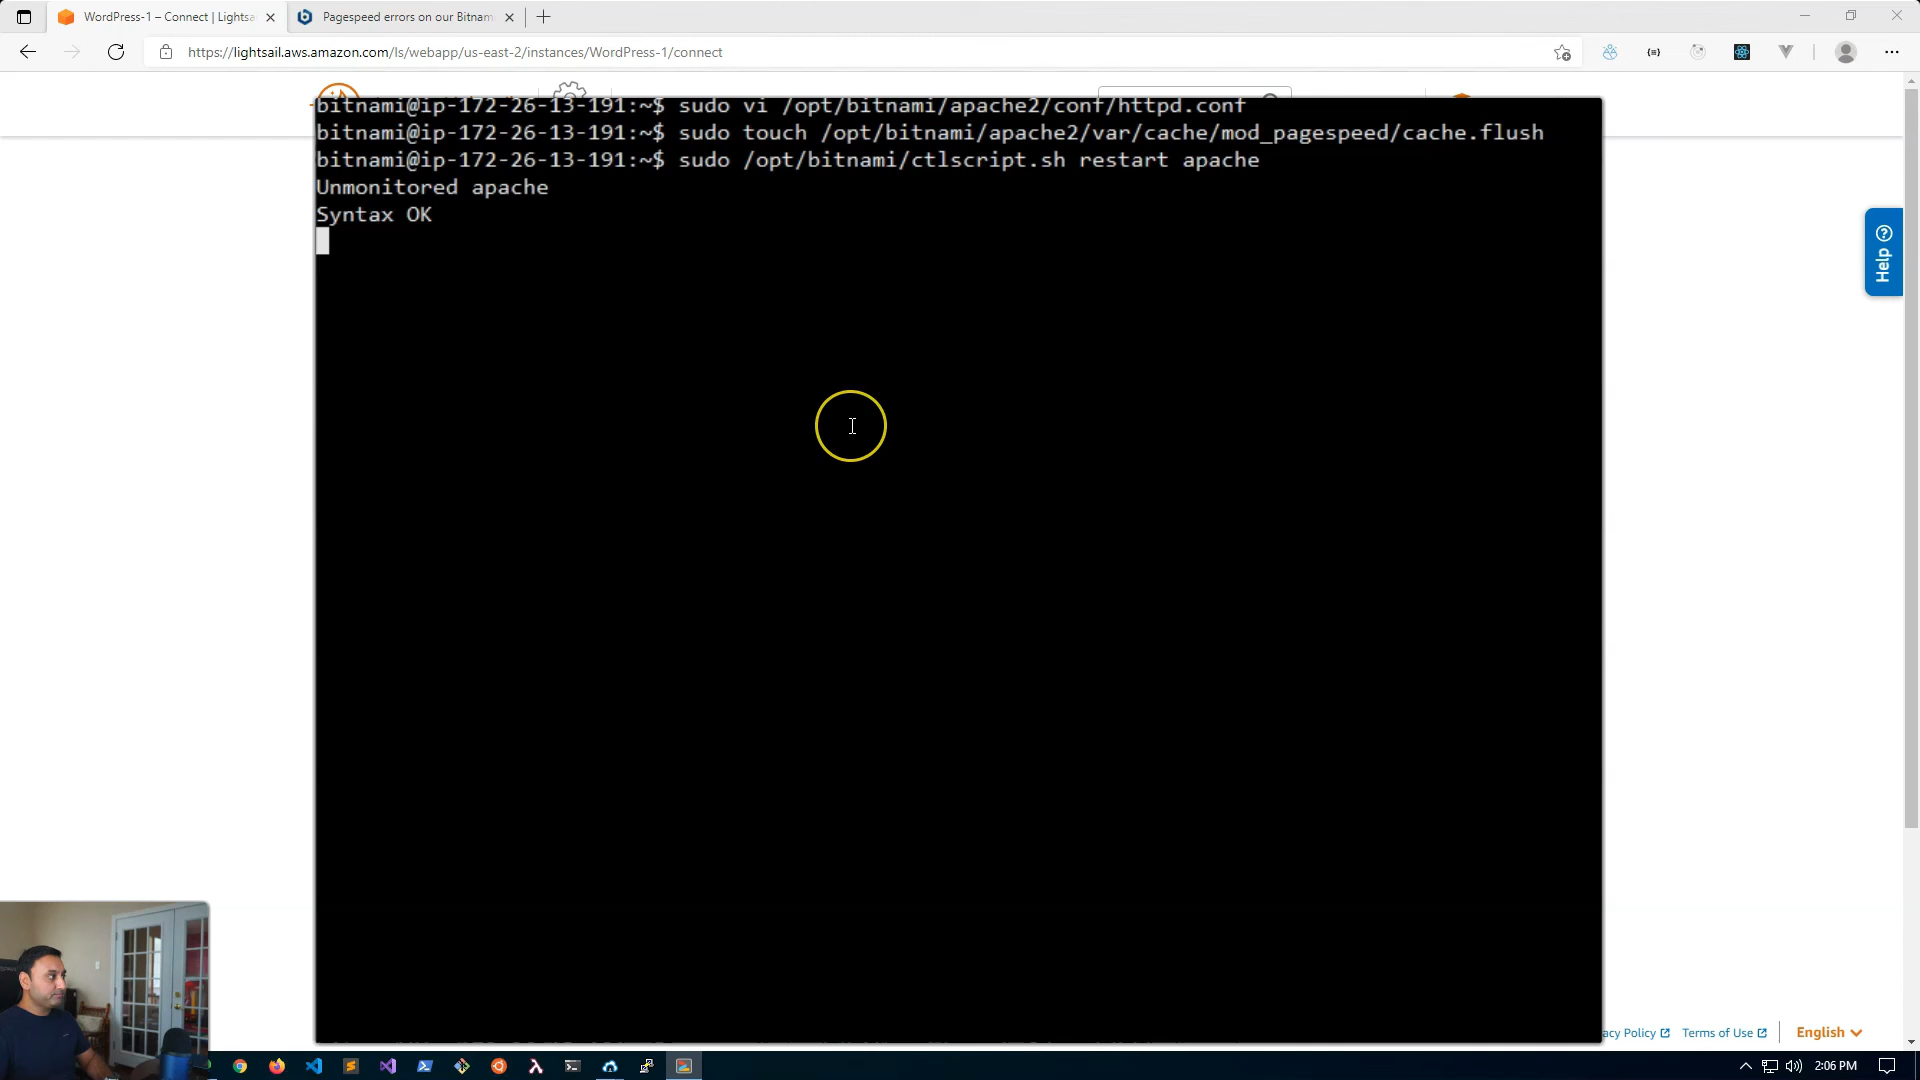 WordPress-1 – Connect | Lightsa
Pagespeed errors on our Bitnam
https://lightsail.aws.amazon.com/ls/webapp/us-east-2/instances/WordPress-1/connect
bitnami@ip-172-26-13-191:~$ sudo vi /opt/bitnami/apache2/conf/httpd.conf
bitnami@ip-172-26-13-191:~$ sudo touch /opt/bitnami/apache2/var/cache/mod_pagespeed/cache.flush
bitnami@ip-172-26-13-191:~$ sudo /opt/bitnami/ctlscript.sh restart apache
Unmonitored apache
Syntax OK
Help
acy Policy
Terms of Use
English
2:06 PM